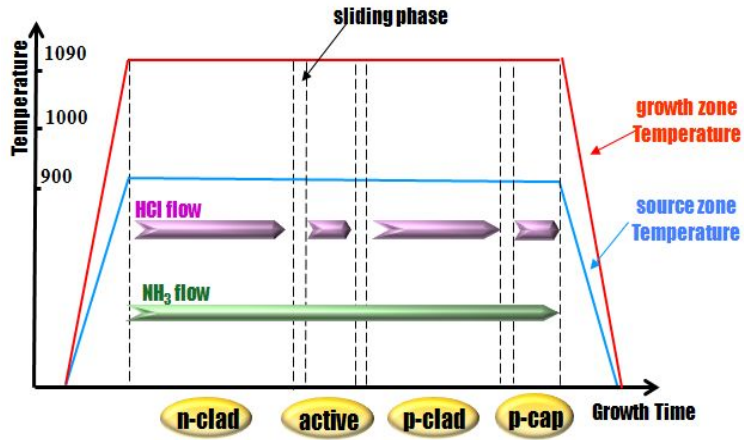 sliding phase
Temperature
1090
1000
900
growth zone
Temperature
source zone
Temperature
HCl flow
NH₃ flow
n-clad
active
p-clad
p-cap
Growth Time